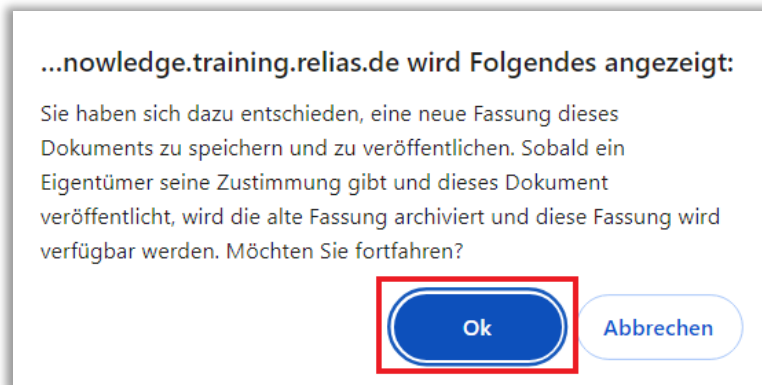 ...nowledge.training.relias.de wird Folgendes angezeigt:
Sie haben sich dazu entschieden, eine neue Fassung dieses
Dokuments zu speichern und zu veröffentlichen. Sobald ein
Eigentümer seine Zustimmung gibt und dieses Dokument
veröffentlicht, wird die alte Fassung archiviert und diese Fassung wird
verfügbar werden. Möchten Sie fortfahren?
Ok Abbrechen